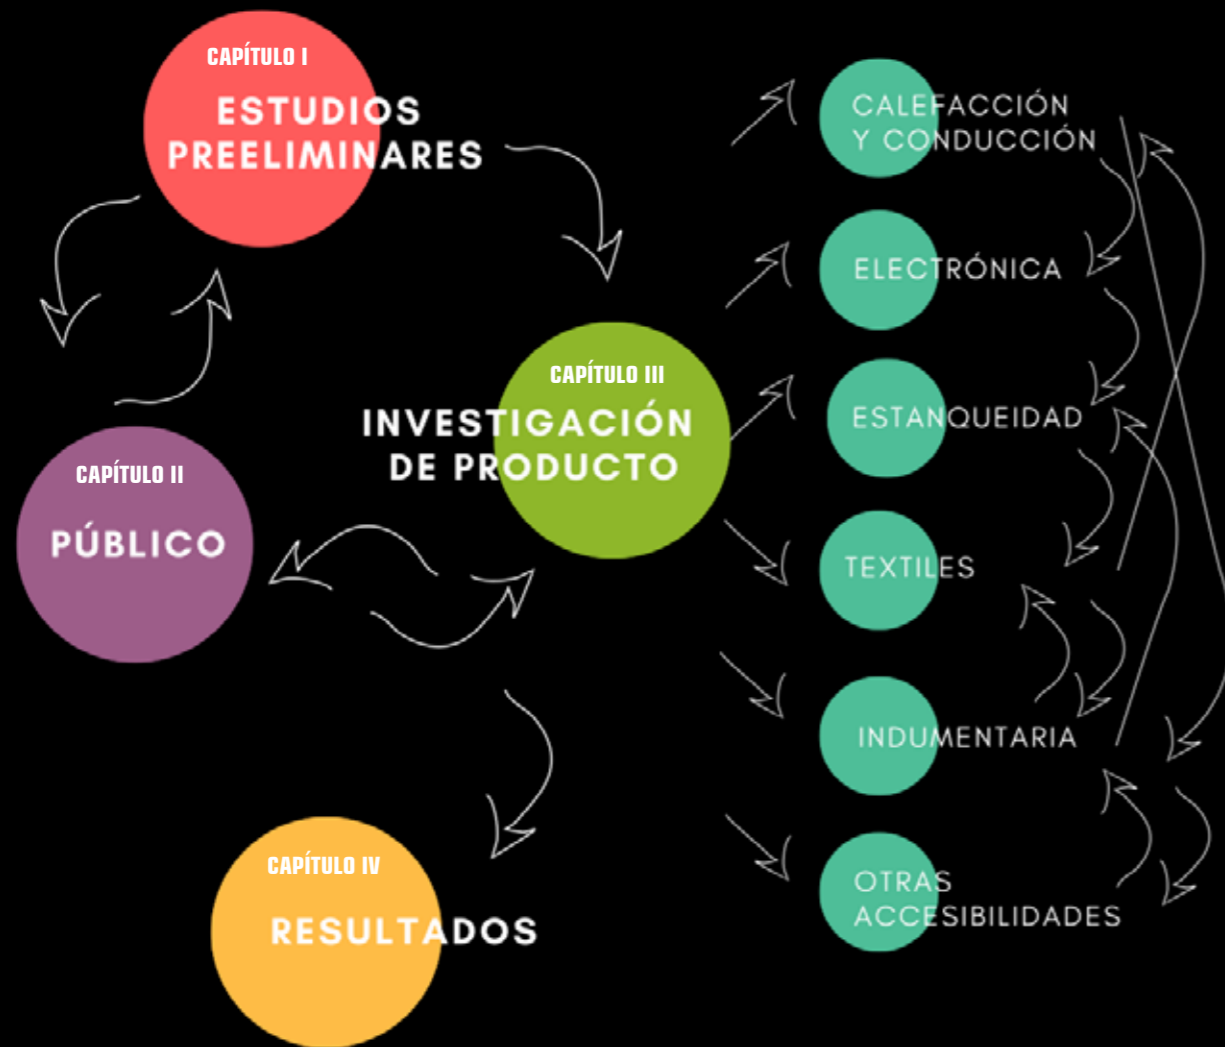 CAPÍTULO I
ESTUDIOS
PREELIMINARES
CAPÍTULO II
PÚBLICO
CAPÍTULO III
INVESTIGACIÓN
DE PRODUCTO
CAPÍTULO IV
RESULTADOS
CALEFACCIÓN
Y CONDUCCIÓN
ELECTRÓNICA
ESTANQUEIDAD
TEXTILES
INDUMENTARIA
OTRAS
ACCESIBILIDADES